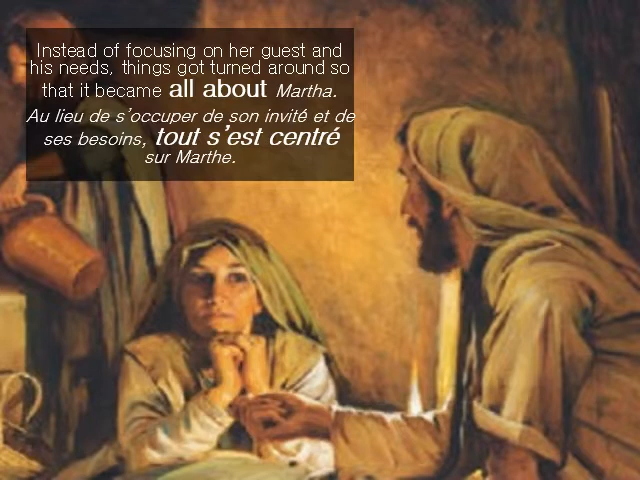 Instead of focusing on her guest and
his needs, things got turned around so
that it became all about Martha.
Au lieu de s'occuper de son invité et de
ses besoins, tout s'est centré
sur Marthe.